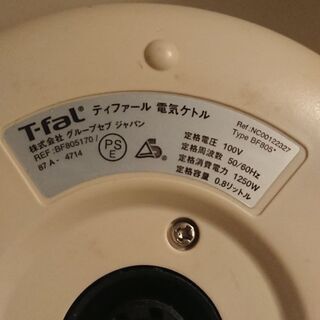 T-fal® ティファール 電気ケトル
株式会社 グループセブ ジャパン
REF : BF805170 /
87 A - 4714
PS
E
Ref.:NC00122327
Type BF805*
定格電圧 100V
定格周波数 50/60Hz
定格消費電力 1250W
定格容量 0.8リットル